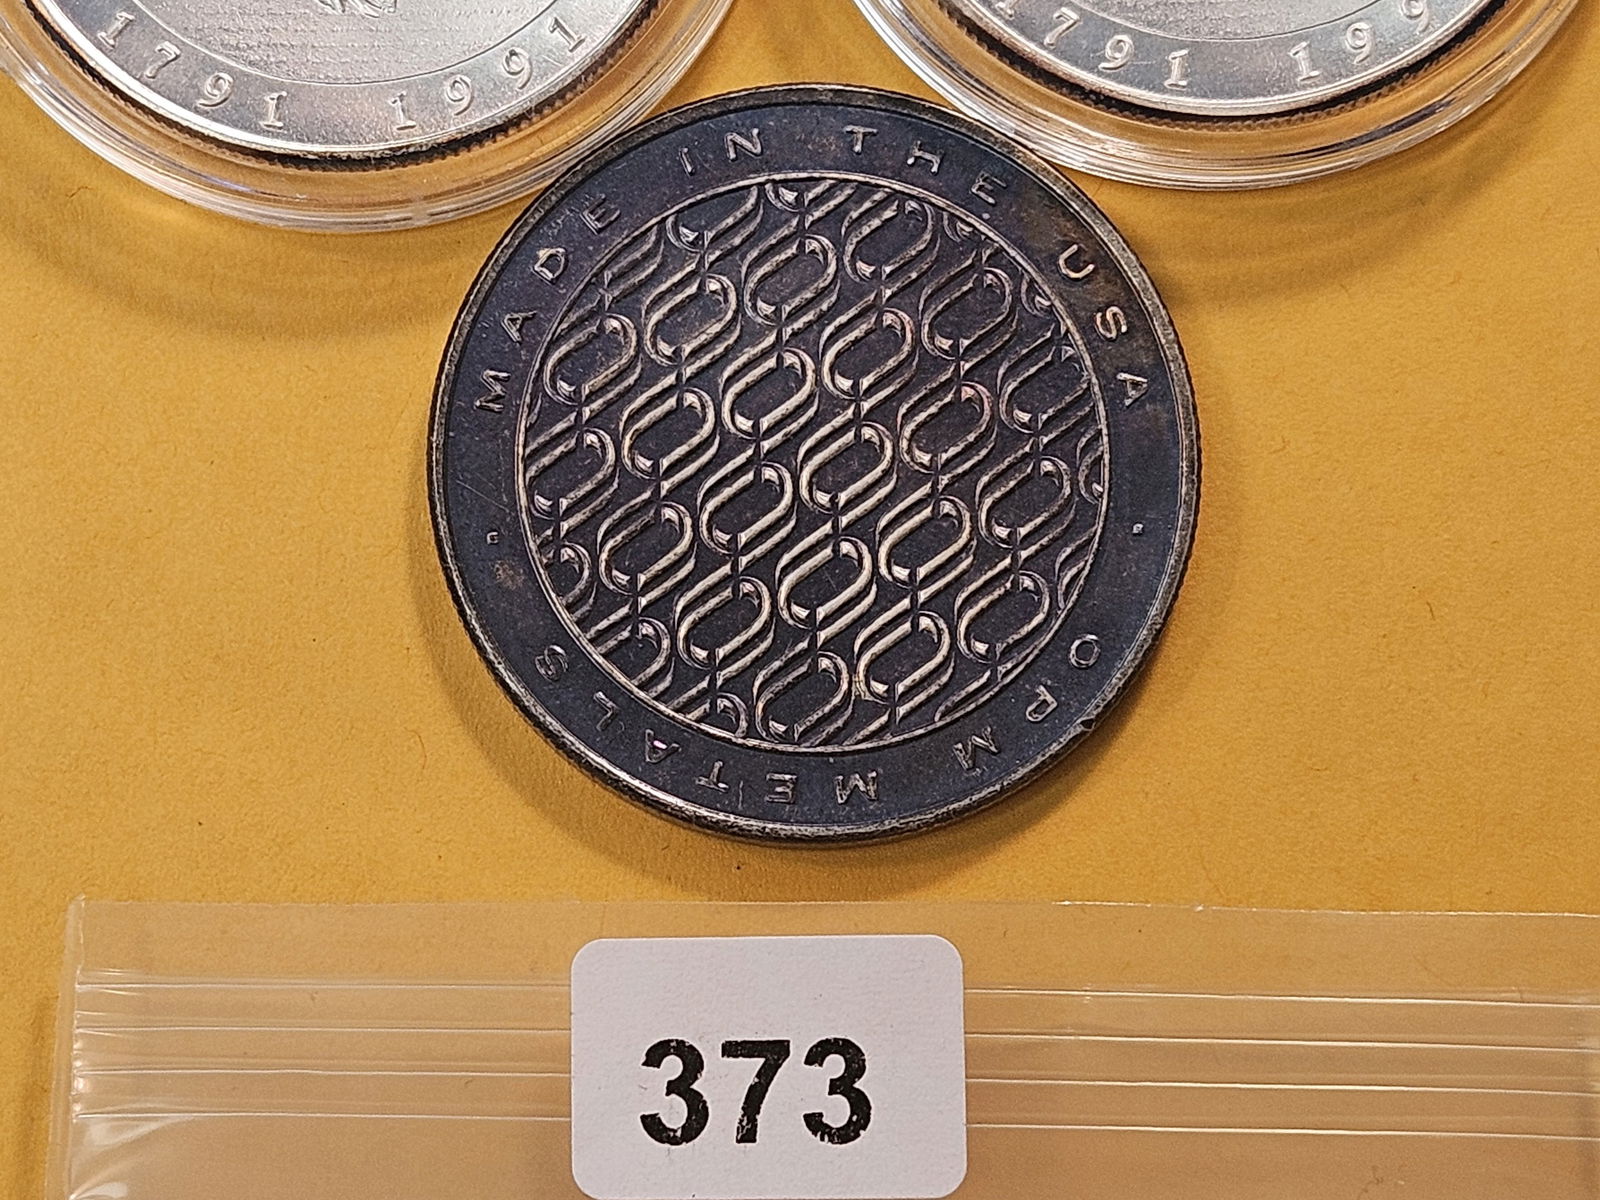 1791 1991
1791 199
MADE IN THE USA
OPM METALS
373